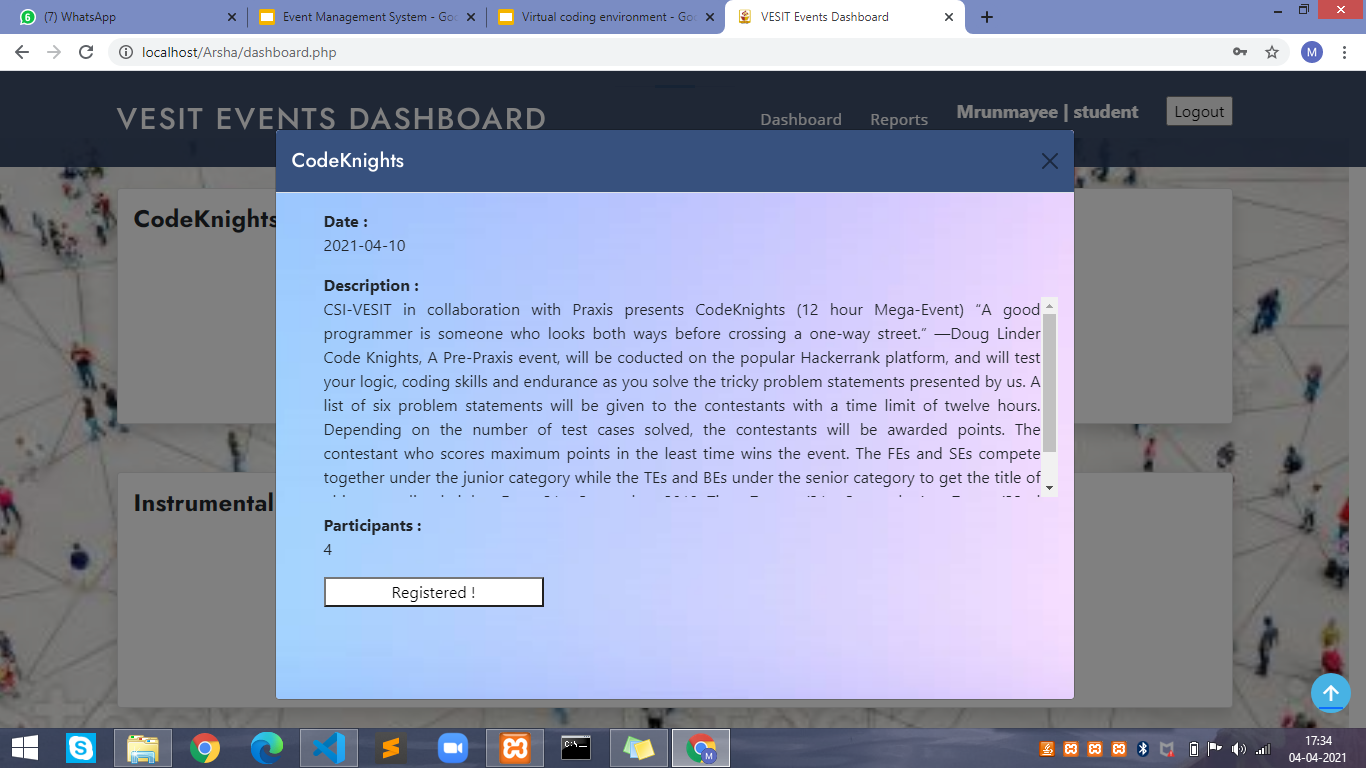 (7) WhatsApp
Event Management System - Goo
Virtual coding environment - Goo
VESIT Events Dashboard
localhost/Arsha/dashboard.php
M
VESIT EVENTS DASHBOARD
Dashboard
Reports
Mrunmayee | student
Logout
CodeKnights
CodeKnights
Date :
2021-04-10
Description :
CSI-VESIT in collaboration with Praxis presents CodeKnights (12 hour Mega-Event) “A good
programmer is someone who looks both ways before crossing a one-way street.” —Doug Linder
Code Knights, A Pre-Praxis event, will be coducted on the popular Hackerrank platform, and will test
your logic, coding skills and endurance as you solve the tricky problem statements presented by us. A
list of six problem statements will be given to the contestants with a time limit of twelve hours.
Depending on the number of test cases solved, the contestants will be awarded points. The
contestant who scores maximum points in the least time wins the event. The FEs and SEs compete
together under the junior category while the TEs and BEs under the senior category to get the title of
Instrumental
Participants :
4
Registered !
17:34
04-04-2021